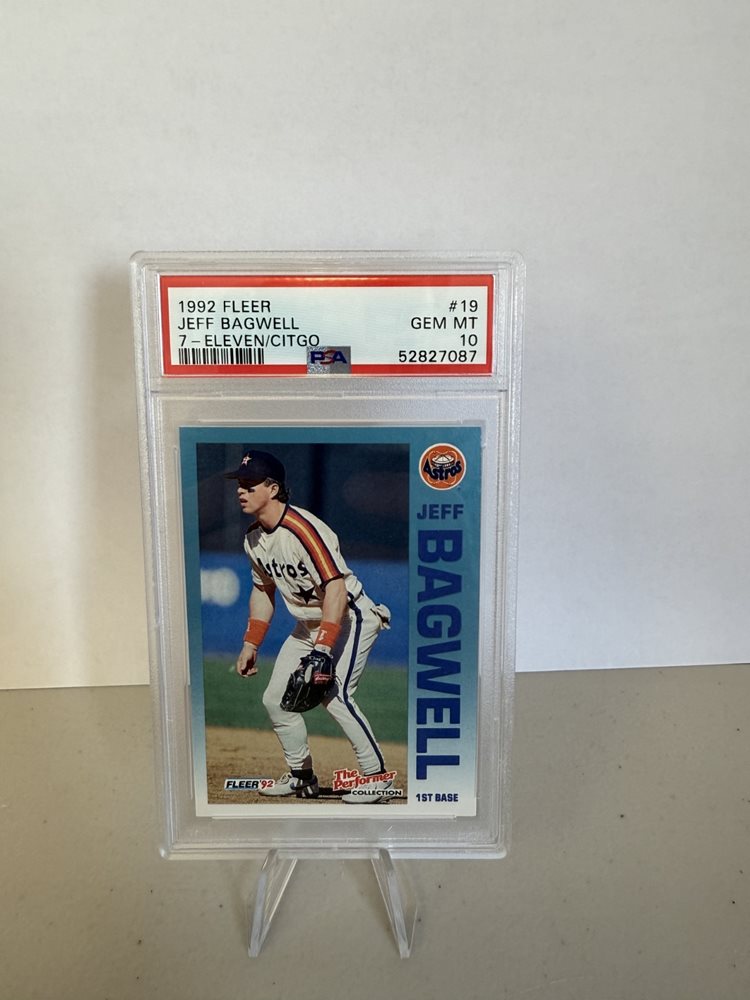 1992 FLEER #19
JEFF BAGWELL GEM MT
7-ELEVEN/CITGO 10
PSA 52827087
Astros
JEFF
BAGWELL
Astros
FLEER '92
The
Performer
COLLECTION
1ST BASE